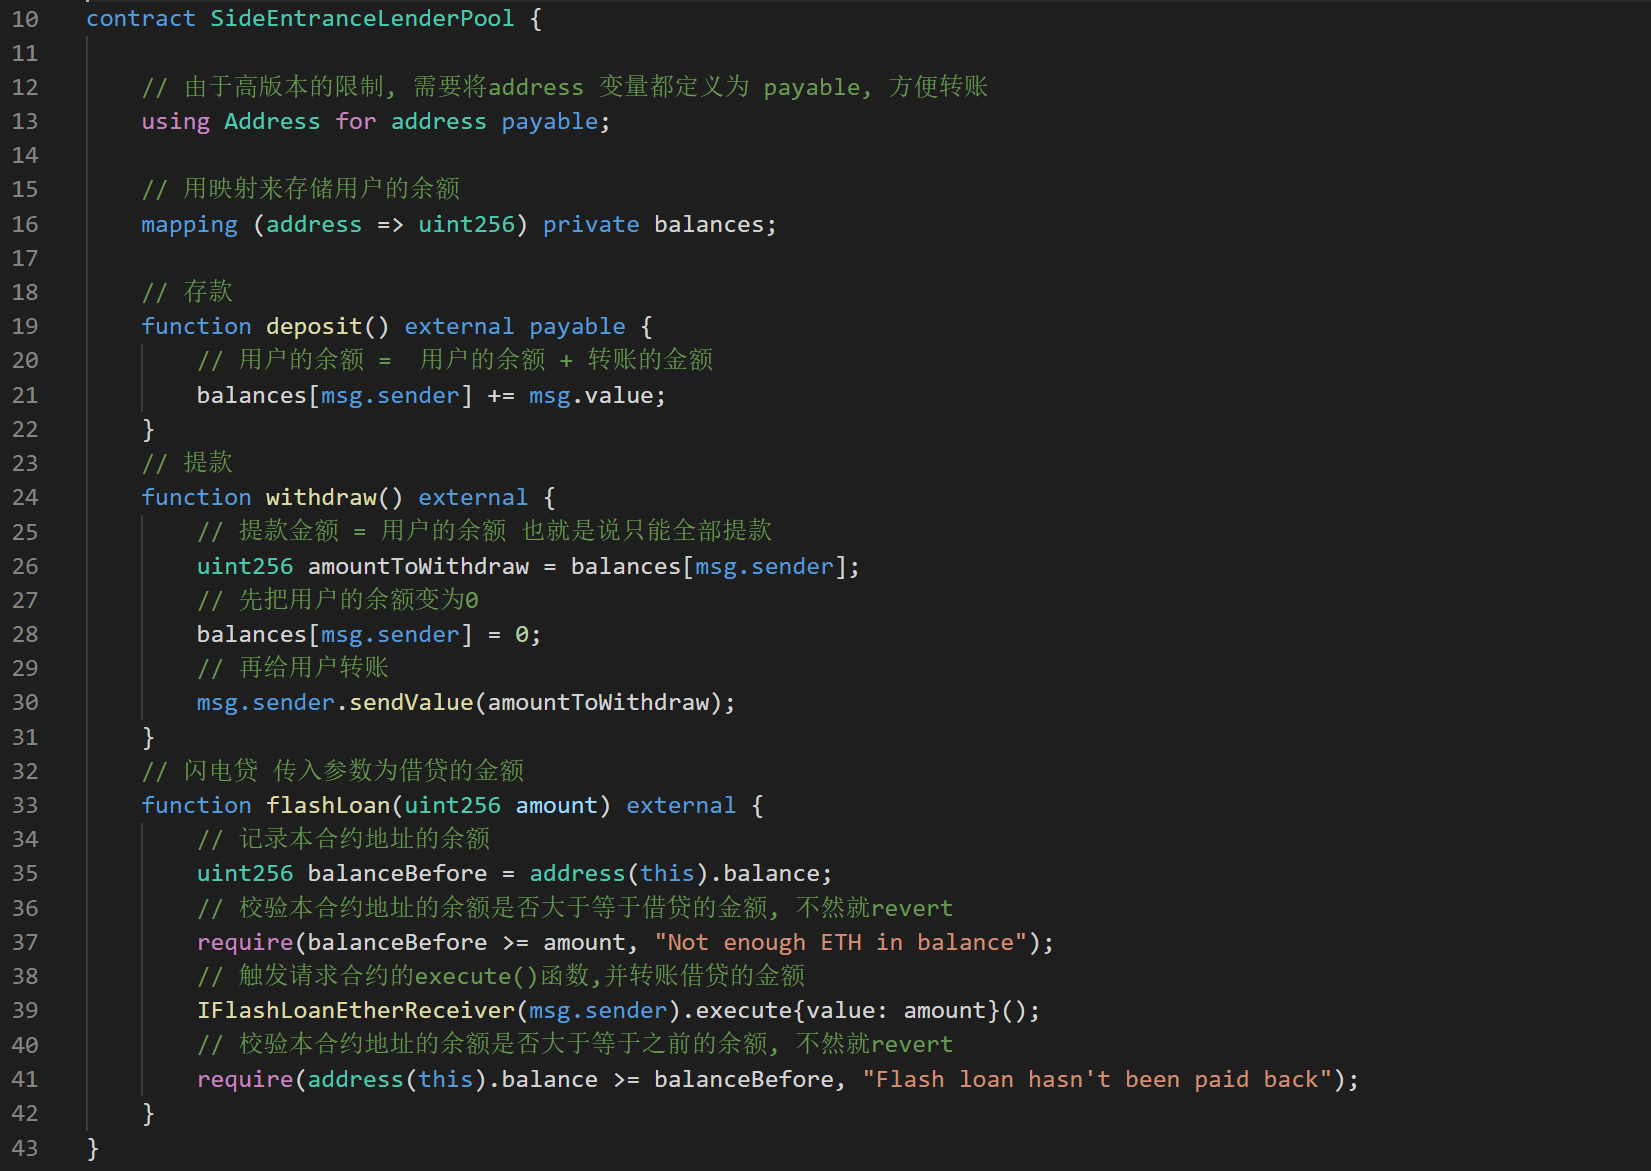 10 contract SideEntranceLenderPool {
11
12 // 由于高版本的限制, 需要将address 变量都定义为 payable, 方便转账
13 using Address for address payable;
14
15 // 用映射来存储用户的余额
16 mapping (address => uint256) private balances;
17
18 // 存款
19 function deposit() external payable {
20 // 用户的余额 =  用户的余额 + 转账的金额
21 balances[msg.sender] += msg.value;
22 }
23 // 提款
24 function withdraw() external {
25 // 提款金额 = 用户的余额 也就是说只能全部提款
26 uint256 amountToWithdraw = balances[msg.sender];
27 // 先把用户的余额变为0
28 balances[msg.sender] = 0;
29 // 再给用户转账
30 msg.sender.sendValue(amountToWithdraw);
31 }
32 // 闪电贷 传入参数为借贷的金额
33 function flashLoan(uint256 amount) external {
34 // 记录本合约地址的余额
35 uint256 balanceBefore = address(this).balance;
36 // 校验本合约地址的余额是否大于等于借贷的金额, 不然就revert
37 require(balanceBefore >= amount, "Not enough ETH in balance");
38 // 触发请求合约的execute()函数,并转账借贷的金额
39 IFlashLoanEtherReceiver(msg.sender).execute{value: amount}();
40 // 校验本合约地址的余额是否大于等于之前的余额, 不然就revert
41 require(address(this).balance >= balanceBefore, "Flash loan hasn't been paid back");
42 }
43 }